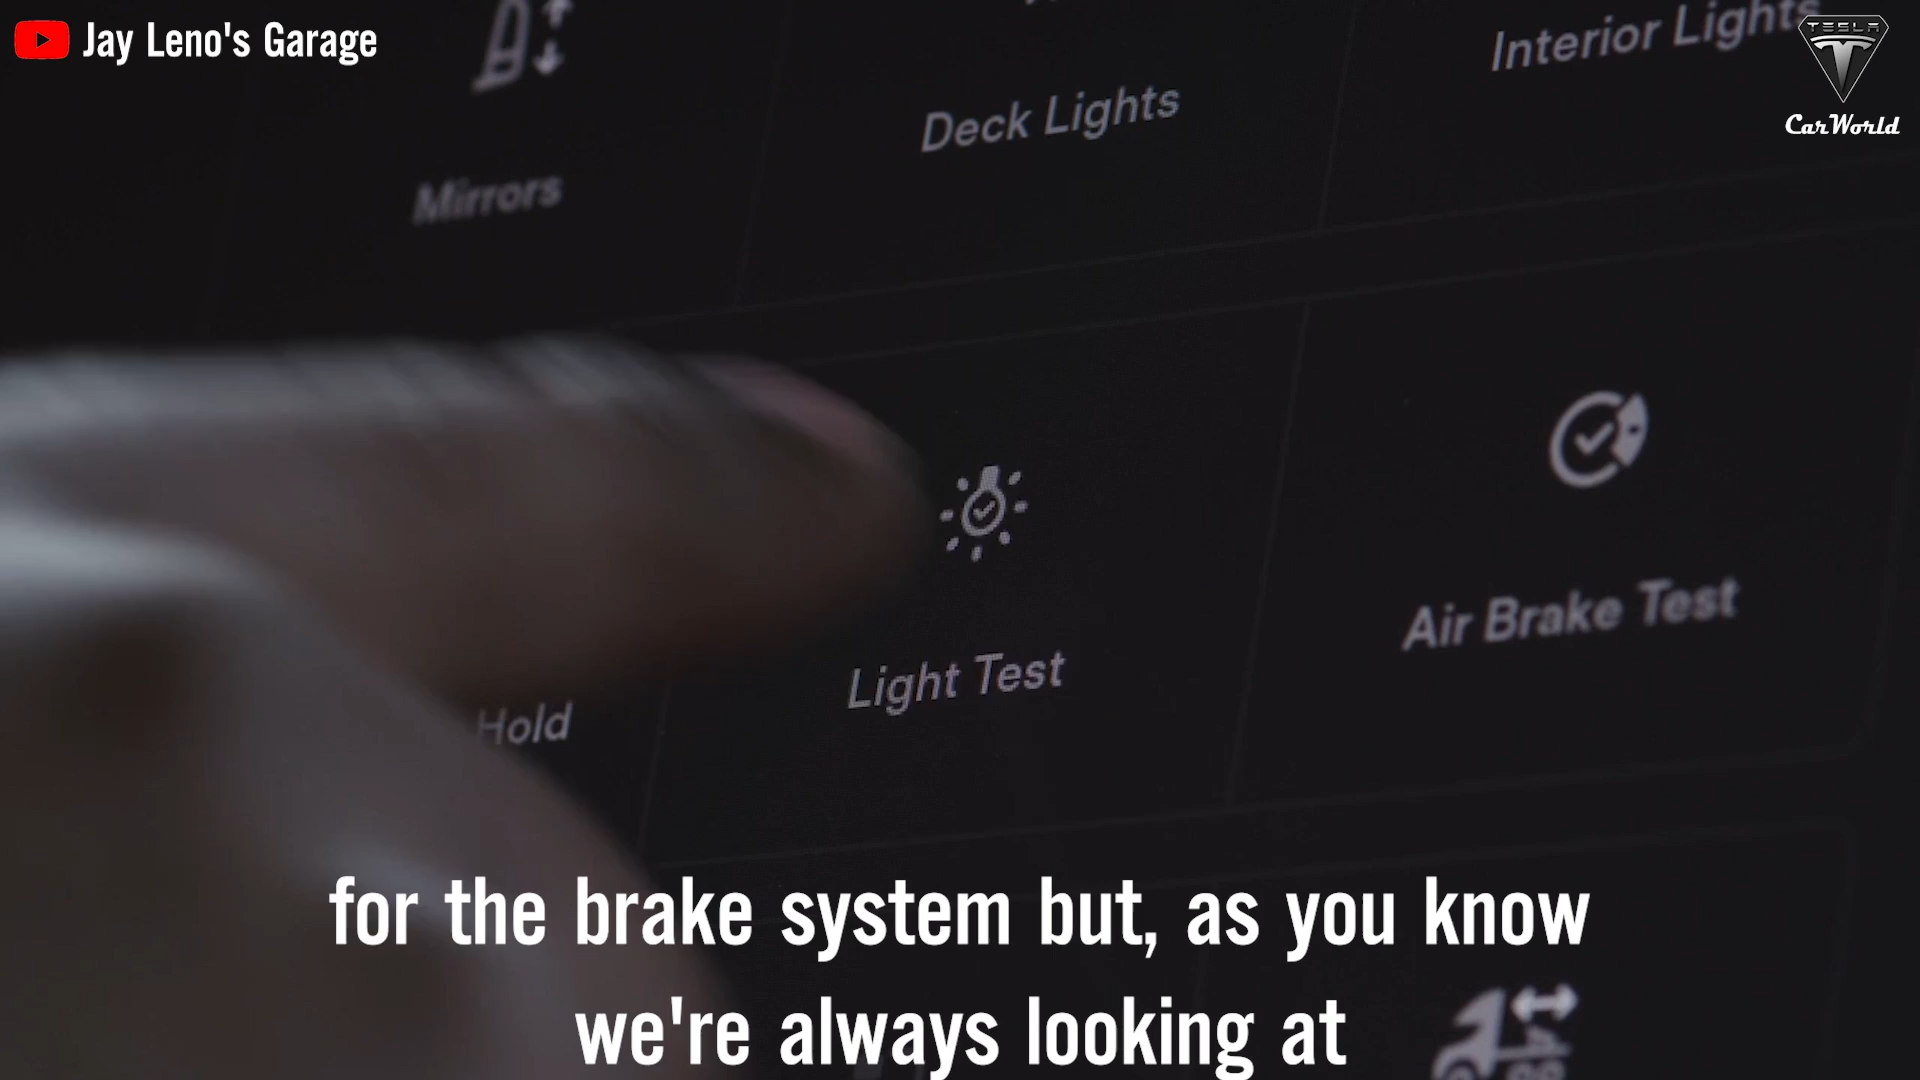 Jay Leno's Garage
Interior Lights
TESLA
CarWorld
Deck Lights
Mirrors
Air Brake Test
Light Test
Hold
for the brake system but, as you know
we're always looking at